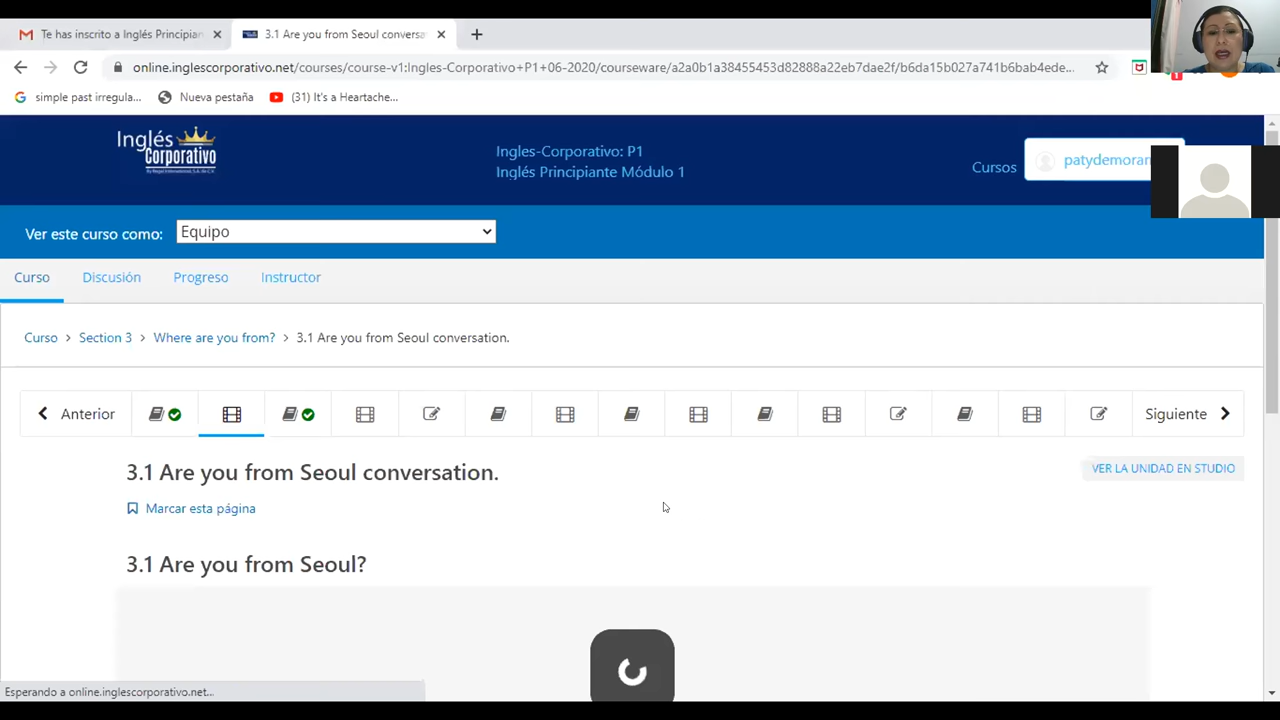 Te has inscrito a Inglés Principian
3.1 Are you from Seoul conversa
online.inglescorporativo.net/courses/course-v1:Ingles-Corporativo+P1+06-2020/courseware/a2a0b1a38455453d82888a22eb7dae2f/b6da15b027a741b6bab4ede...
simple past irregula...
Nueva pestaña
(31) It's a Heartache...
Inglés
Corporativo
Ingles-Corporativo: P1
Inglés Principiante Módulo 1
Cursos
patydemoran
Ver este curso como:
Equipo
Curso
Discusión
Progreso
Instructor
Curso > Section 3 > Where are you from? > 3.1 Are you from Seoul conversation.
Anterior
Siguiente
3.1 Are you from Seoul conversation.
VER LA UNIDAD EN STUDIO
Marcar esta página
3.1 Are you from Seoul?
Esperando a online.inglescorporativo.net...